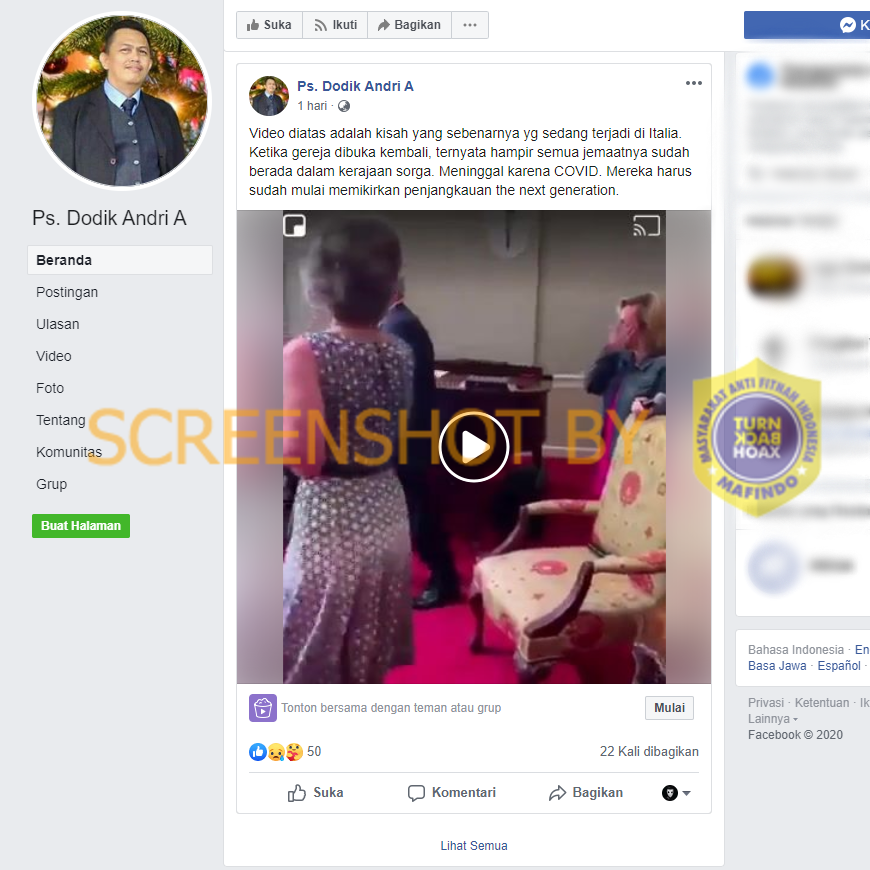 Suka
Ikuti
Bagikan
K
Ps. Dodik Andri A
Beranda
Postingan
Ulasan
Video
Foto
Tentang
Komunitas
Grup
Buat Halaman
Ps. Dodik Andri A
1 hari ·
Video diatas adalah kisah yang sebenarnya yg sedang terjadi di Italia.
Ketika gereja dibuka kembali, ternyata hampir semua jemaatnya sudah
berada dalam kerajaan sorga. Meninggal karena COVID. Mereka harus
sudah mulai memikirkan penjangkauan the next generation.
SCREENSHOT BY
MASYARAKAT ANTI FITNAH INDONESIA
TURN
BACK
HOAX
MAFINDO
Tonton bersama dengan teman atau grup
Mulai
50
22 Kali dibagikan
Suka
Komentari
Bagikan
Lihat Semua
Bahasa Indonesia · En
Basa Jawa · Español ·
Privasi · Ketentuan · Ik
Lainnya
Facebook © 2020